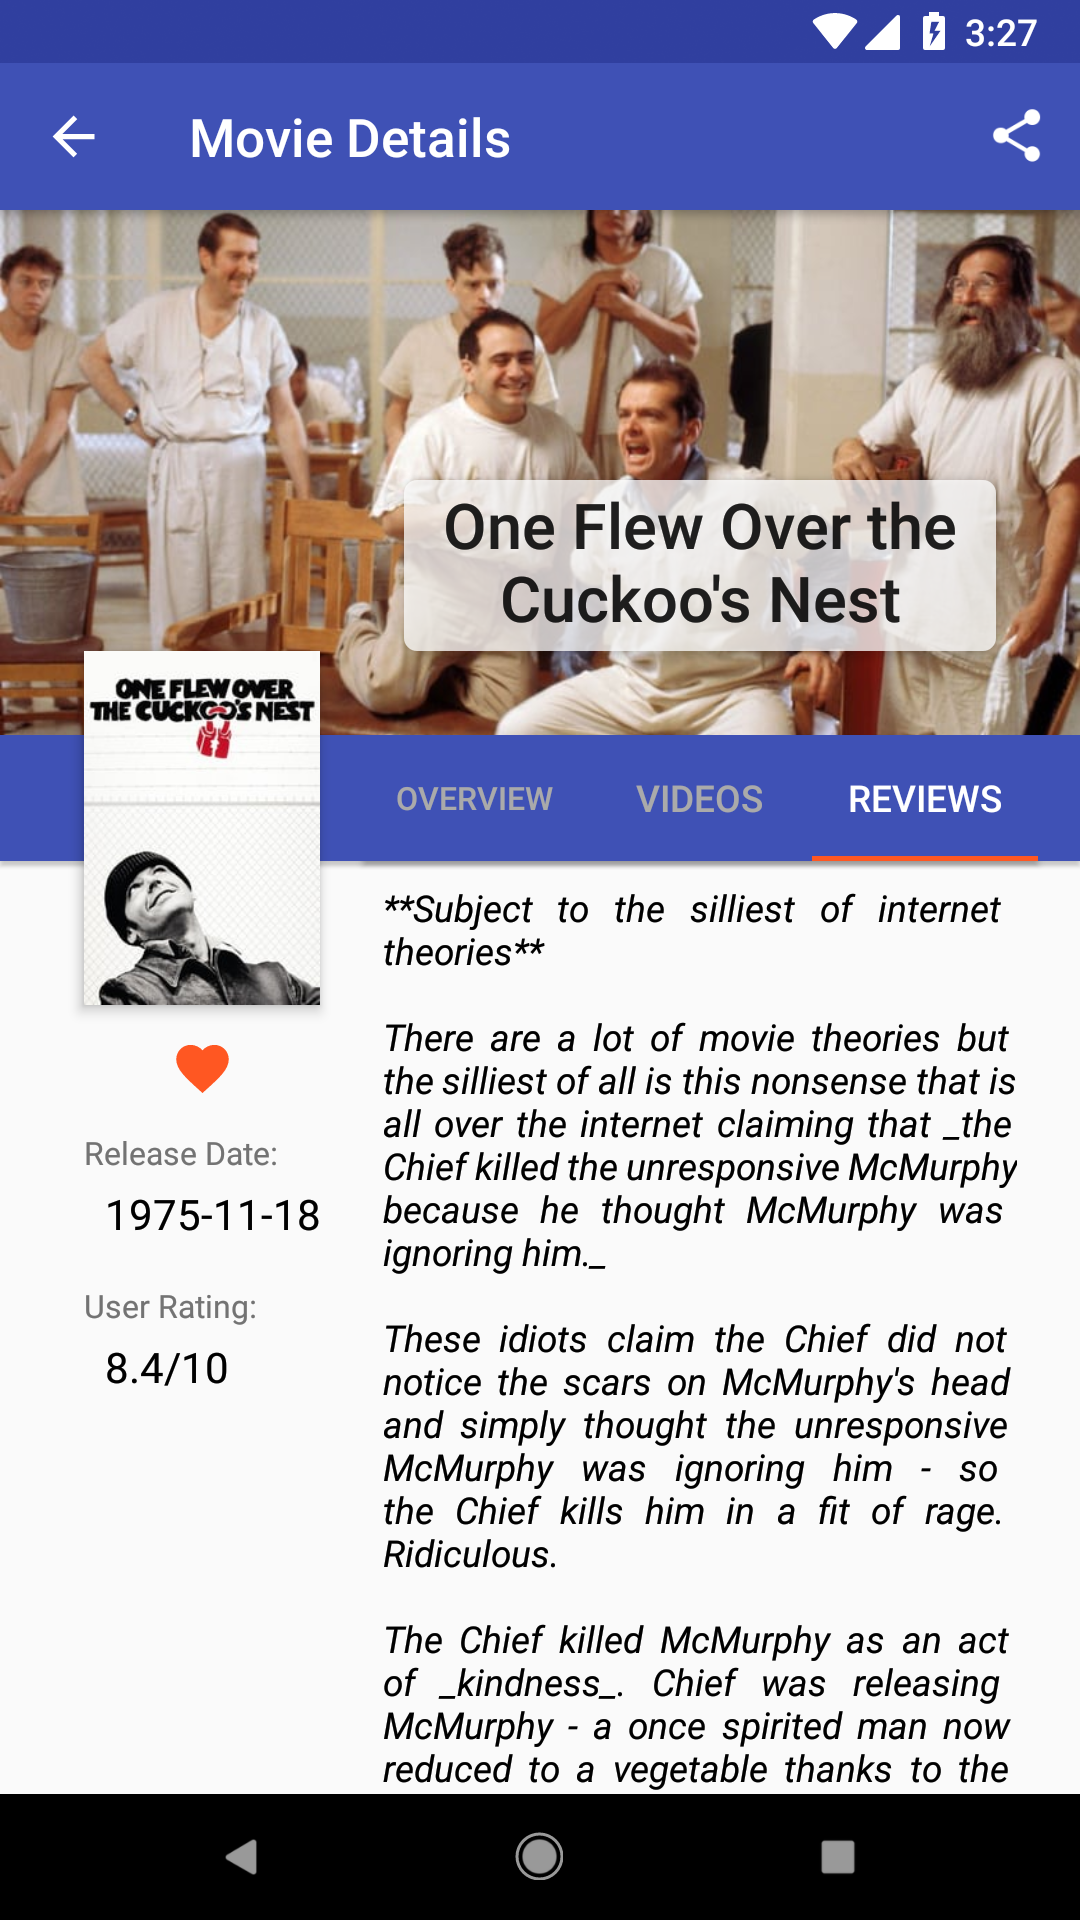 3:27
Movie Details
One Flew Over the
Cuckoo's Nest
ONE FLEW OVER
THE CUCKOO'S NEST
OVERVIEW VIDEOS REVIEWS
**Subject to the silliest of internet
theories**
There are a lot of movie theories but
the silliest of all is this nonsense that is
all over the internet claiming that _the
Chief killed the unresponsive McMurphy
because he thought McMurphy was
ignoring him._
These idiots claim the Chief did not
notice the scars on McMurphy's head
and simply thought the unresponsive
McMurphy was ignoring him - so
the Chief kills him in a fit of rage.
Ridiculous.
The Chief killed McMurphy as an act
of _kindness_. Chief was releasing
McMurphy - a once spirited man now
reduced to a vegetable thanks to the
Release Date:
1975-11-18
User Rating:
8.4/10